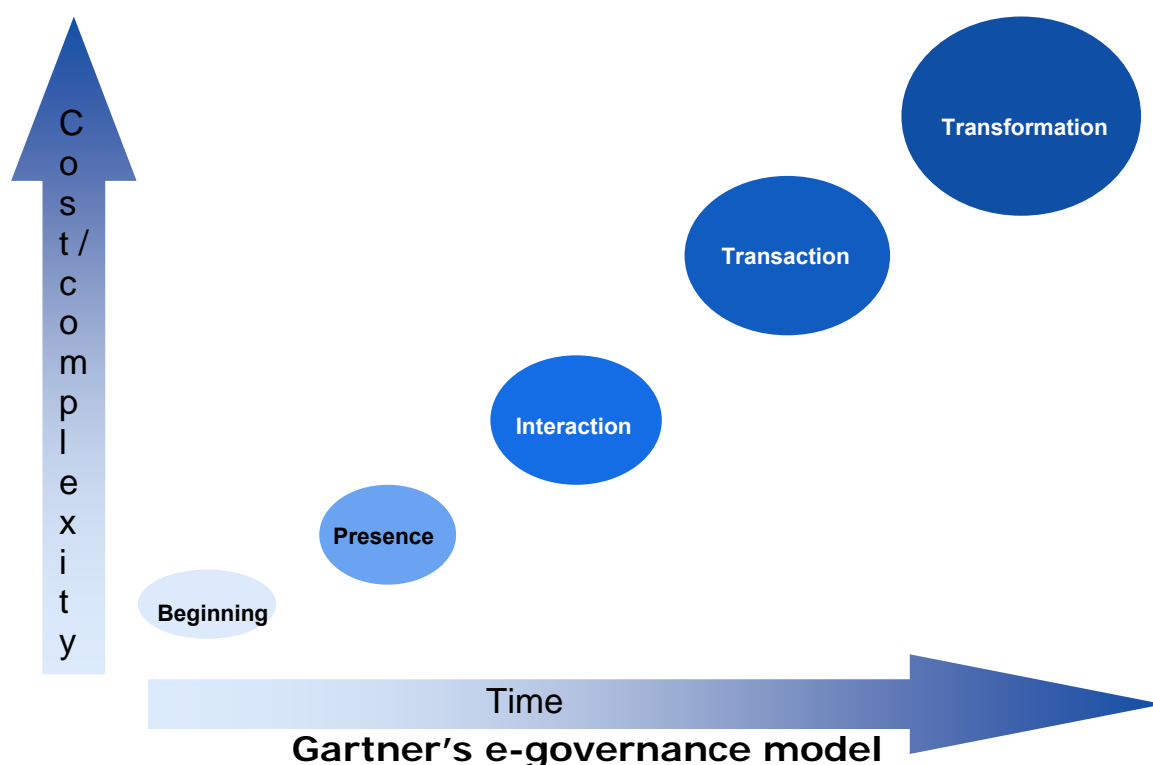 Cost/complexity
Transformation
Transaction
Interaction
Presence
Beginning
Time
Gartner's e-governance model